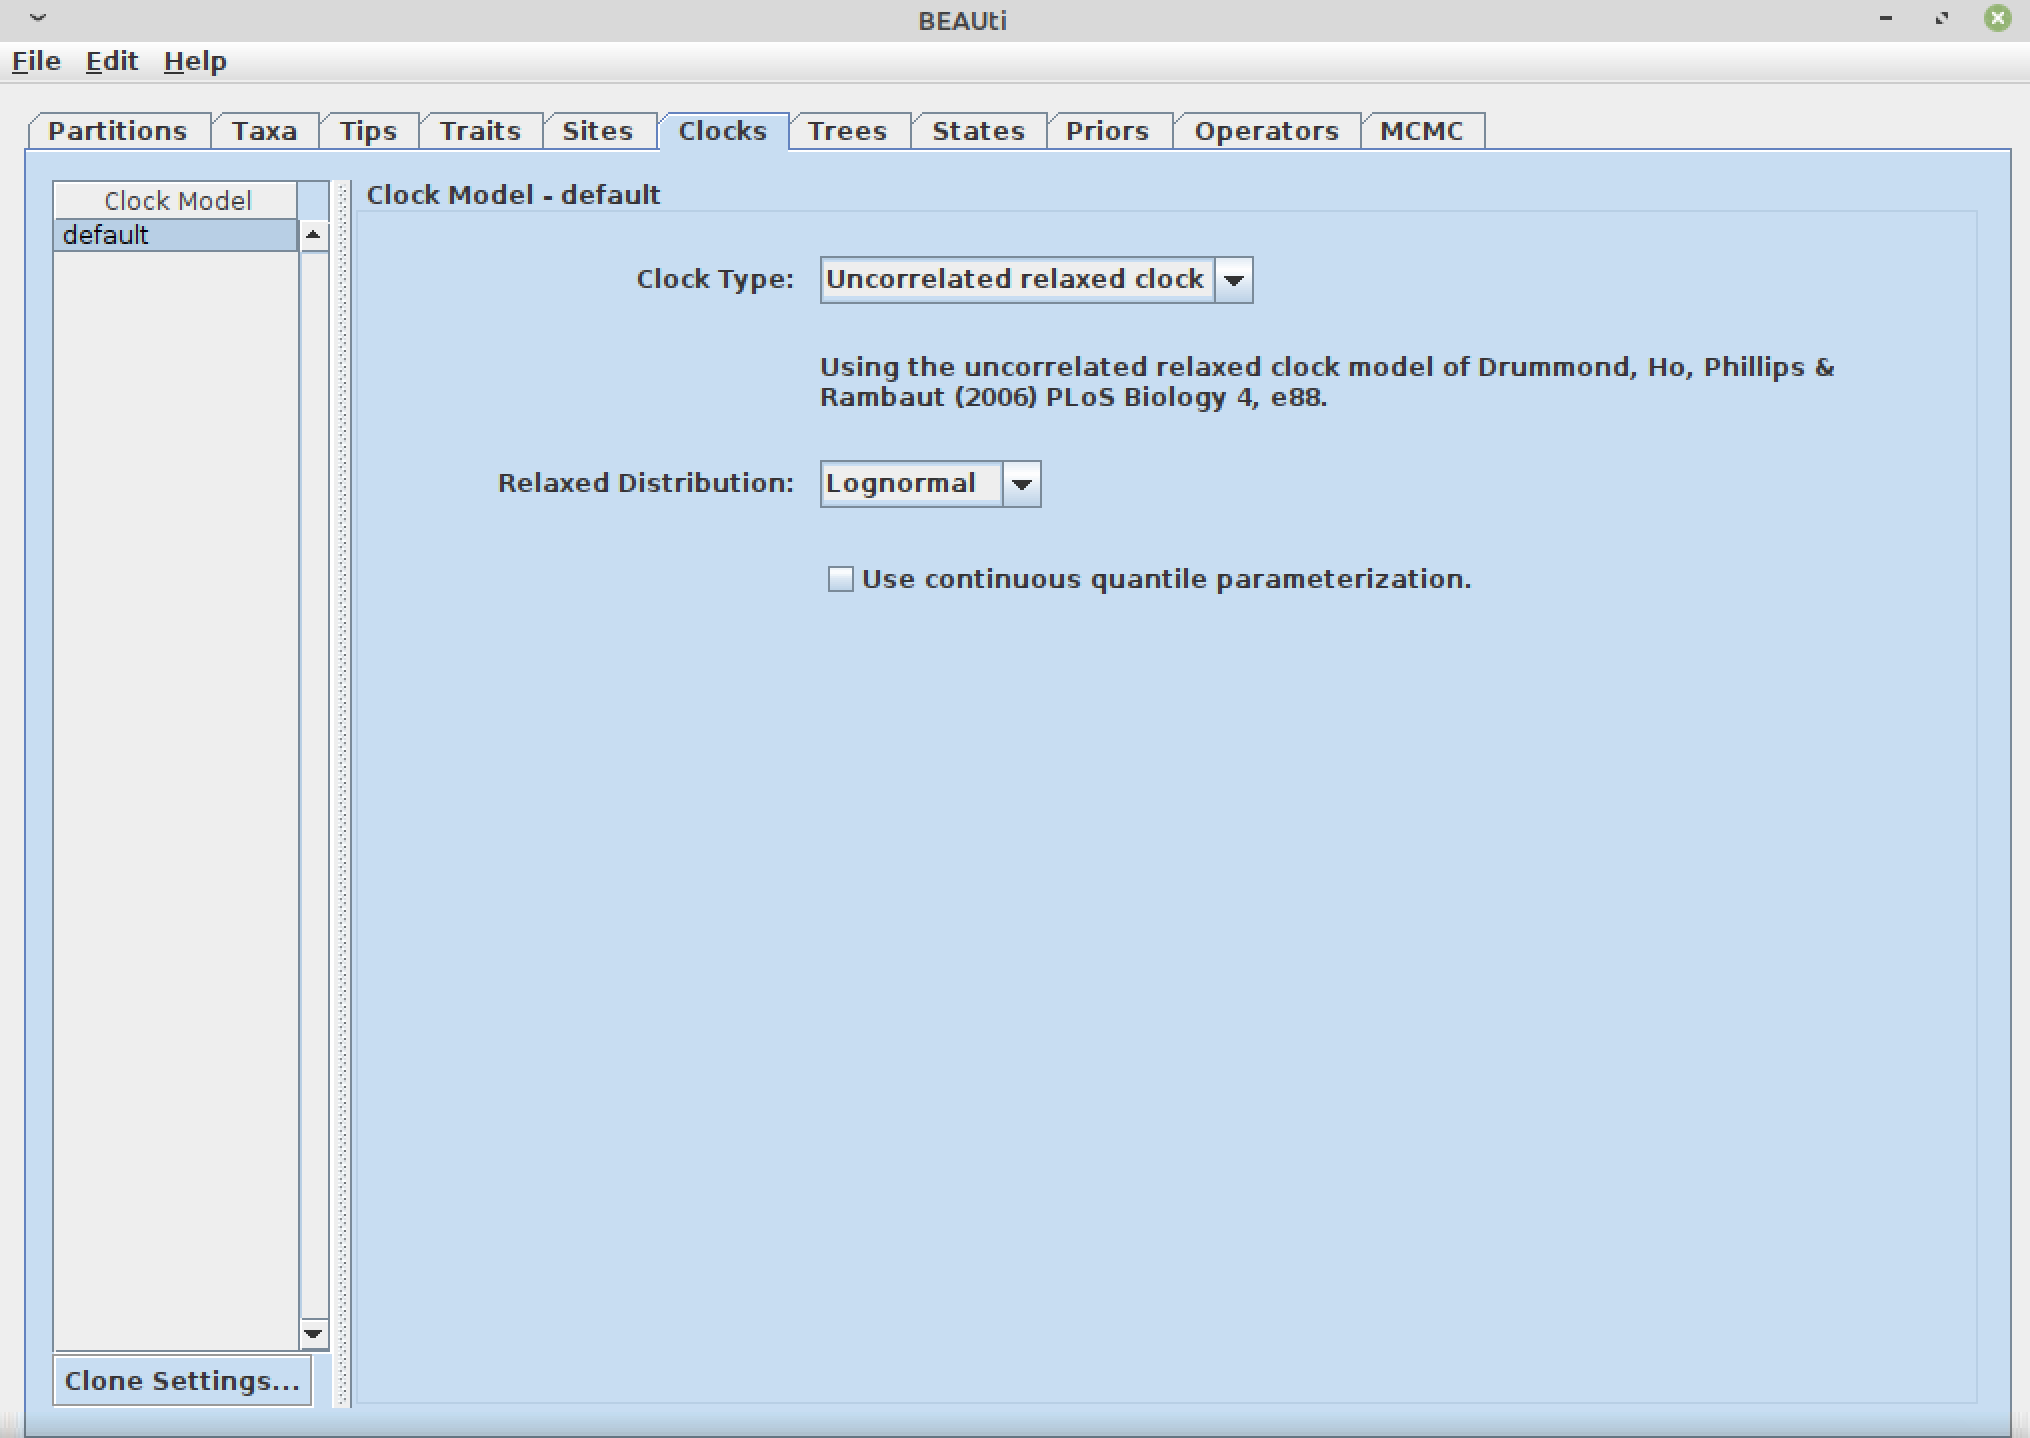 BEAUti
File Edit Help
Partitions Taxa Tips Traits Sites Clocks Trees States Priors Operators MCMC
Clock Model
default
Clock Model - default
Clock Type: Uncorrelated relaxed clock
Using the uncorrelated relaxed clock model of Drummond, Ho, Phillips &
Rambaut (2006) PLoS Biology 4, e88.
Relaxed Distribution: Lognormal
Use continuous quantile parameterization.
Clone Settings...